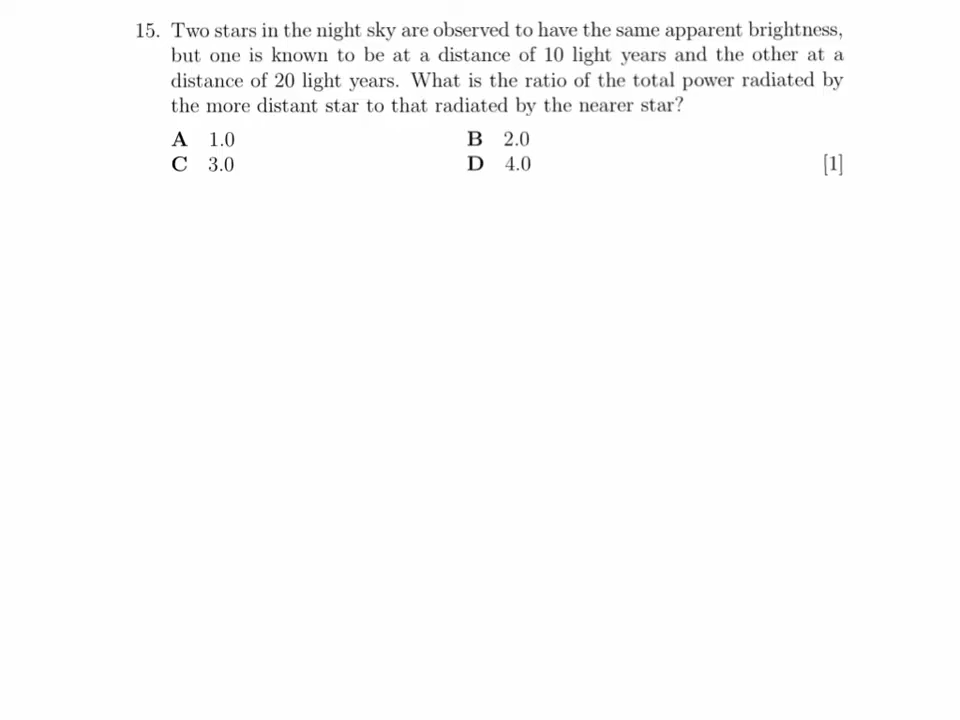 15. Two stars in the night sky are observed to have the same apparent brightness,
but one is known to be at a distance of 10 light years and the other at a
distance of 20 light years. What is the ratio of the total power radiated by
the more distant star to that radiated by the nearer star?
A 1.0 B 2.0
C 3.0 D 4.0 [1]